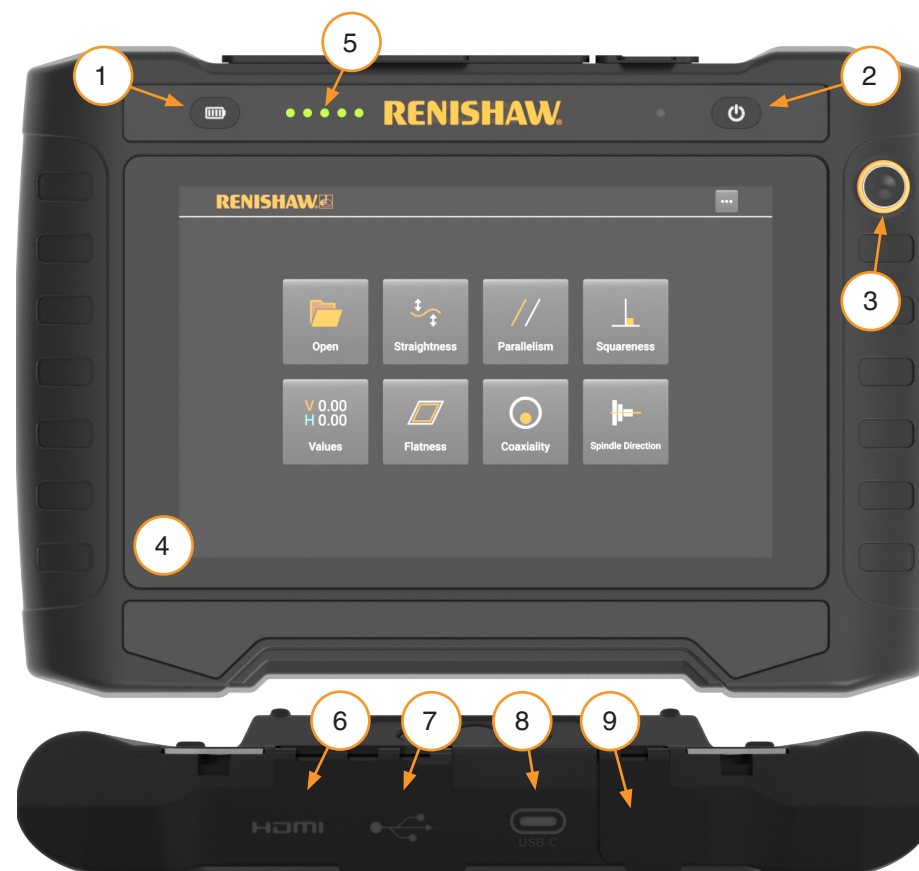 5
1
2
RENISHAW.
RENISHAW
3
Open
Straightness
Parallelism
Squareness
V 0.00
H 0.00
Values
Flatness
Coaxiality
Spindle Direction
4
6
7
8
9
HDMI
USB-C